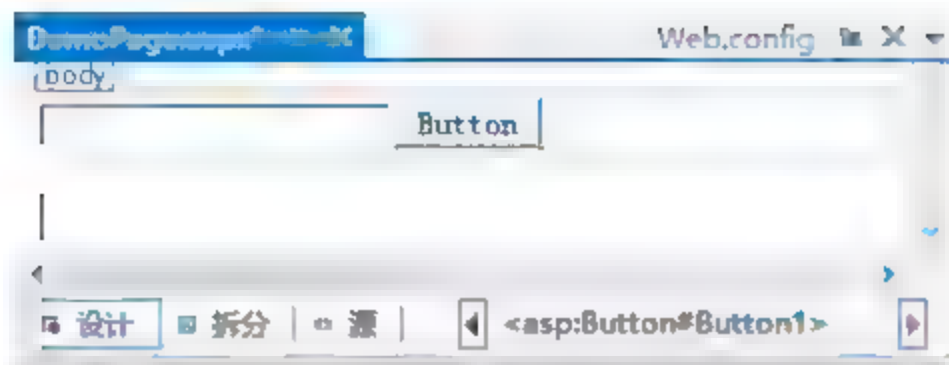 Web.config
body
Button
设计 拆分 源 <asp:Button#Button1>